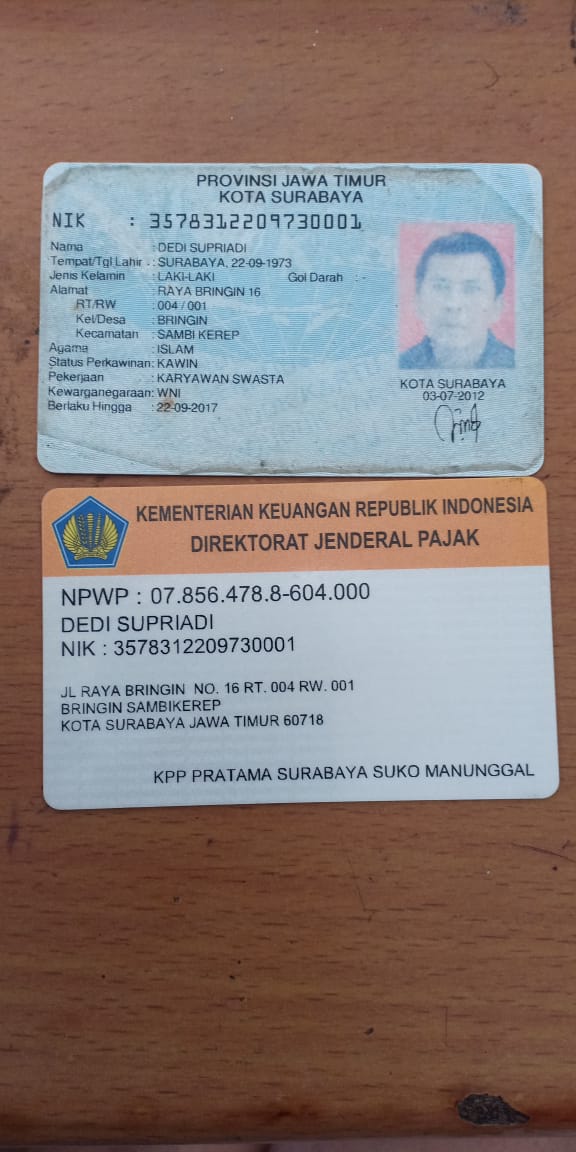 PROVINSI JAWA TIMUR
KOTA SURABAYA
NIK : 3578312209730001
Nama : DEDI SUPRIADI
Tempat/Tgl Lahir : SURABAYA, 22-09-1973
Jenis Kelamin : LAKI-LAKI Gol Darah : -
Alamat : RAYA BRINGIN 16
RT/RW : 004 / 001
Kel/Desa : BRINGIN
Kecamatan : SAMBI KEREP
Agama : ISLAM
Status Perkawinan: KAWIN
Pekerjaan : KARYAWAN SWASTA
Kewarganegaraan: WNI
Berlaku Hingga : 22-09-2017
KOTA SURABAYA
03-07-2012
KEMENTERIAN KEUANGAN REPUBLIK INDONESIA
DIREKTORAT JENDERAL PAJAK
NPWP : 07.856.478.8-604.000
DEDI SUPRIADI
NIK : 3578312209730001
JL RAYA BRINGIN NO. 16 RT. 004 RW. 001
BRINGIN SAMBIKEREP
KOTA SURABAYA JAWA TIMUR 60718
KPP PRATAMA SURABAYA SUKO MANUNGGAL